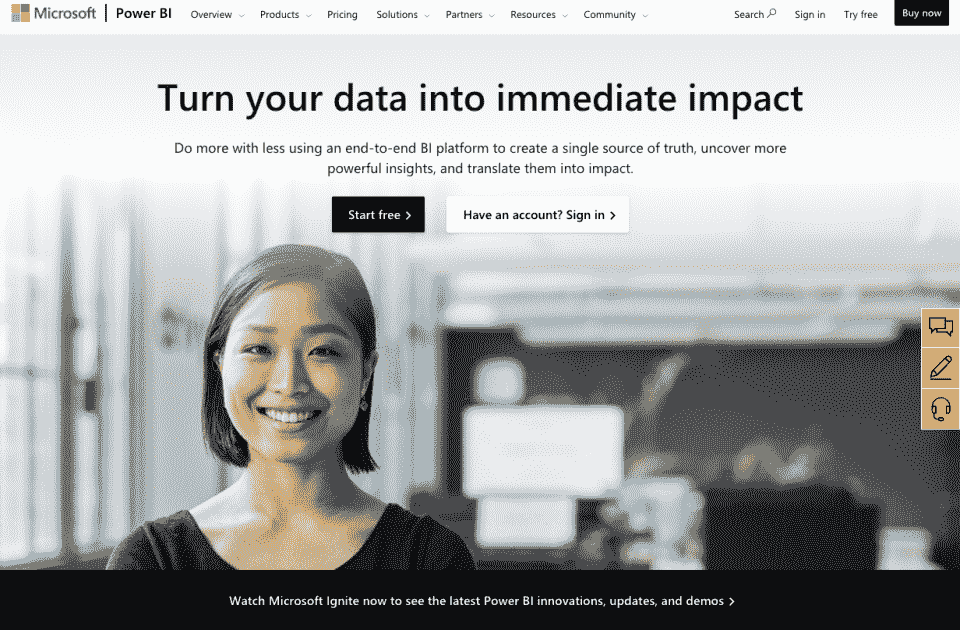 Microsoft | Power BI Overview Products Pricing Solutions Partners Resources Community Search Sign in Try free Buy now
Turn your data into immediate impact
Do more with less using an end-to-end BI platform to create a single source of truth, uncover more
powerful insights, and translate them into impact.
Start free > Have an account? Sign in >
Watch Microsoft Ignite now to see the latest Power BI innovations, updates, and demos >